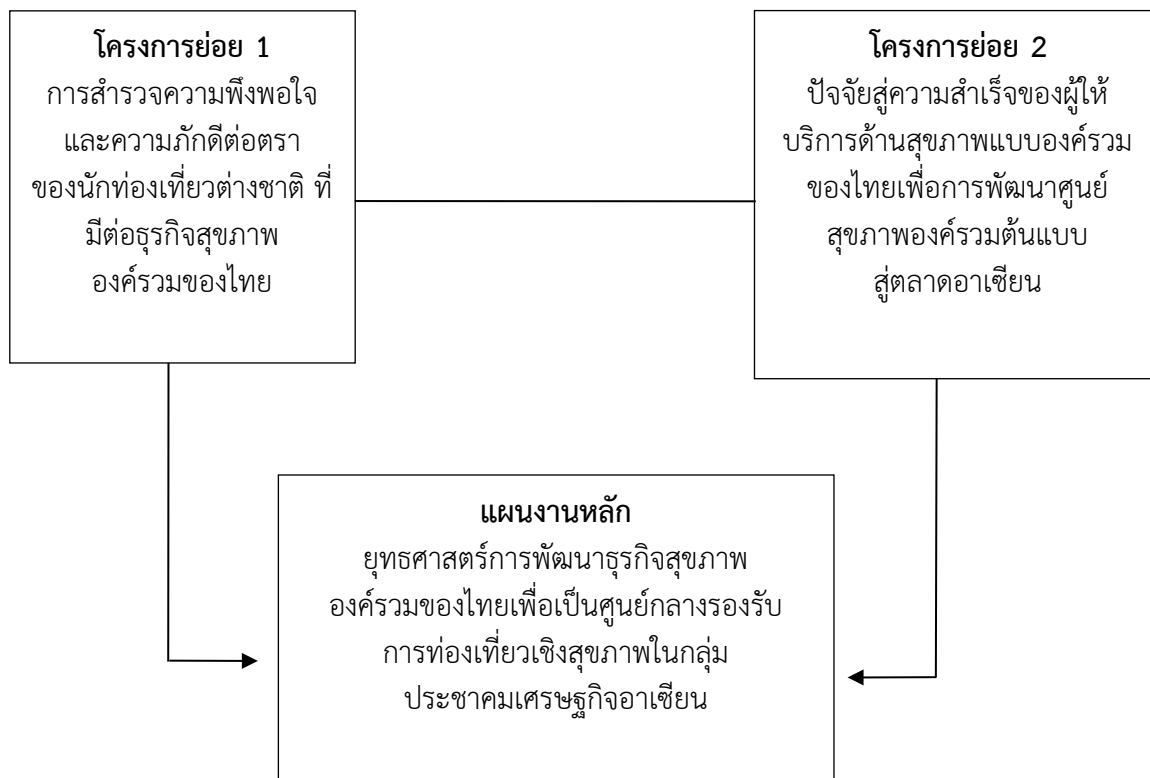 โครงการย่อย 1
การสำรวจความพึงพอใจ
และความภักดีต่อตรา
ของนักท่องเที่ยวต่างชาติ ที่
มีต่อธุรกิจสุขภาพ
องค์รวมของไทย
โครงการย่อย 2
ปัจจัยสู่ความสำเร็จของผู้ให้
บริการด้านสุขภาพแบบองค์รวม
ของไทยเพื่อการพัฒนาศูนย์
สุขภาพองค์รวมต้นแบบ
สู่ตลาดอาเซียน
แผนงานหลัก
ยุทธศาสตร์การพัฒนาธุรกิจสุขภาพ
องค์รวมของไทยเพื่อเป็นศูนย์กลางรองรับ
การท่องเที่ยวเชิงสุขภาพในกลุ่ม
ประชาคมเศรษฐกิจอาเซียน